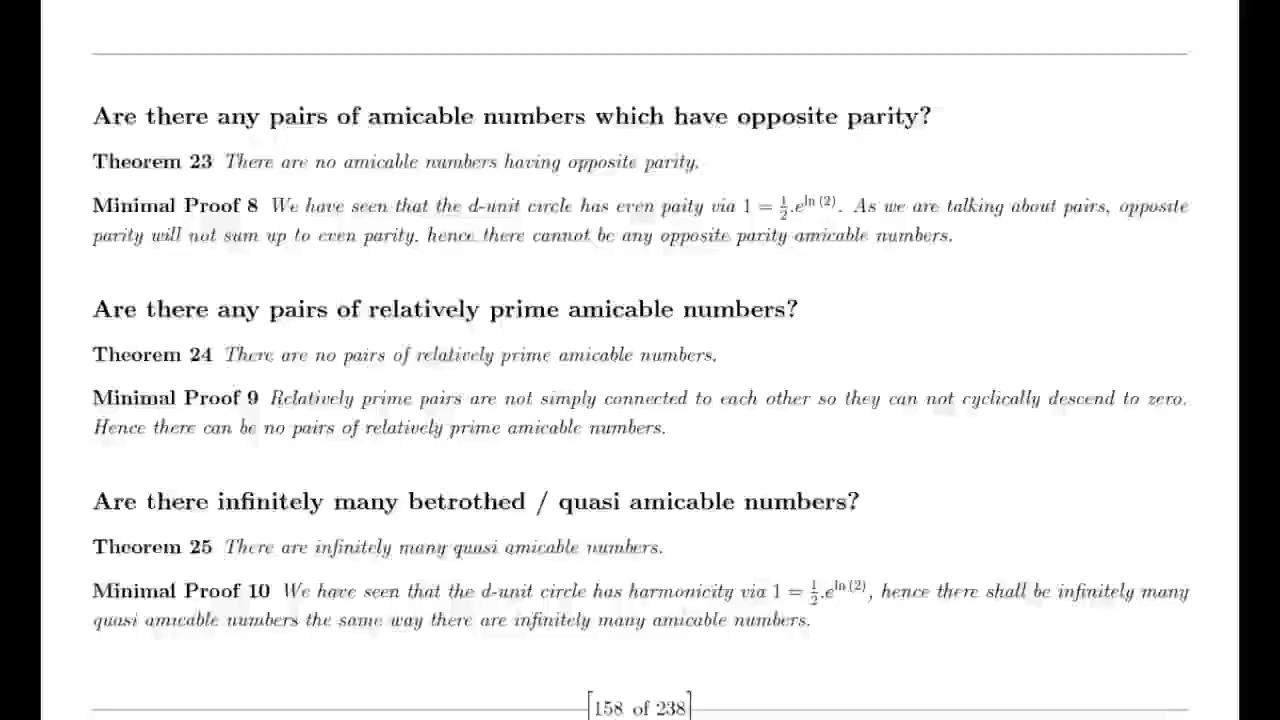 Are there any pairs of amicable numbers which have opposite parity?
Theorem 23 There are no amicable numbers having opposite parity.
Minimal Proof 8 We have seen that the d-unit circle has even paity via 1 = 1/2.e^ln (2). As we are talking about pairs, opposite
parity will not sum up to even parity. hence there cannot be any opposite parity amicable numbers.
Are there any pairs of relatively prime amicable numbers?
Theorem 24 There are no pairs of relatively prime amicable numbers.
Minimal Proof 9 Relatively prime pairs are not simply connected to each other so they can not cyclically descend to zero.
Hence there can be no pairs of relatively prime amicable numbers.
Are there infinitely many betrothed / quasi amicable numbers?
Theorem 25 There are infinitely many quasi amicable numbers.
Minimal Proof 10 We have seen that the d-unit circle has harmonicity via 1 = 1/2.e^ln (2), hence there shall be infinitely many
quasi amicable numbers the same way there are infinitely many amicable numbers.
[158 of 238]